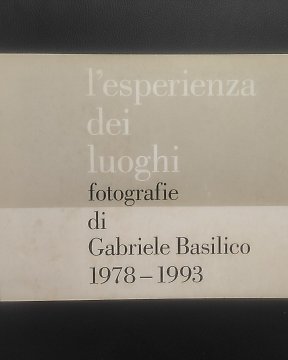 l'esperienza
dei
luoghi
fotografie
di
Gabriele Basilico
1978 – 1993